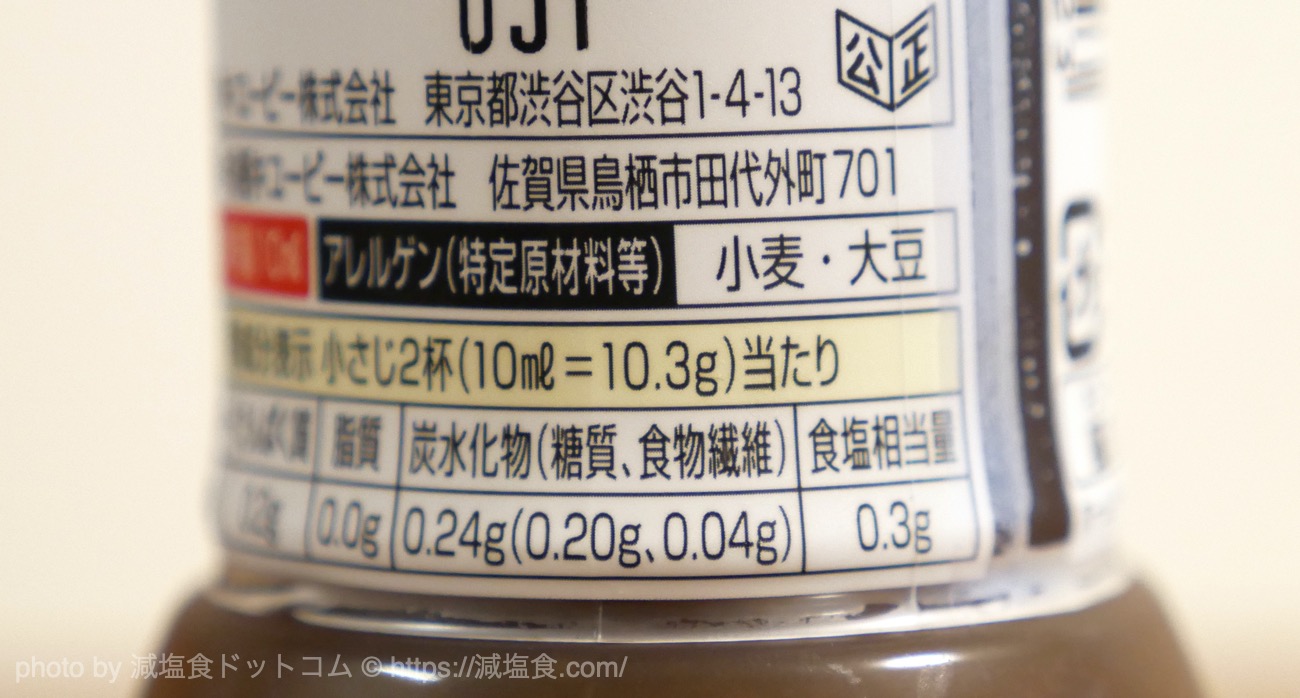 公正
ユーピー株式会社 東京都渋谷区渋谷1-4-13
キユーピー株式会社 佐賀県鳥栖市田代外町701
アレルゲン(特定原材料等) 小麦・大豆
成分表示 小さじ2杯(10㎖=10.3g)当たり
脂質 炭水化物(糖質、食物繊維) 食塩相当量
0.0g 0.24g(0.20g、0.04g) 0.3g
photo by 減塩食ドットコム © https://減塩食.com/